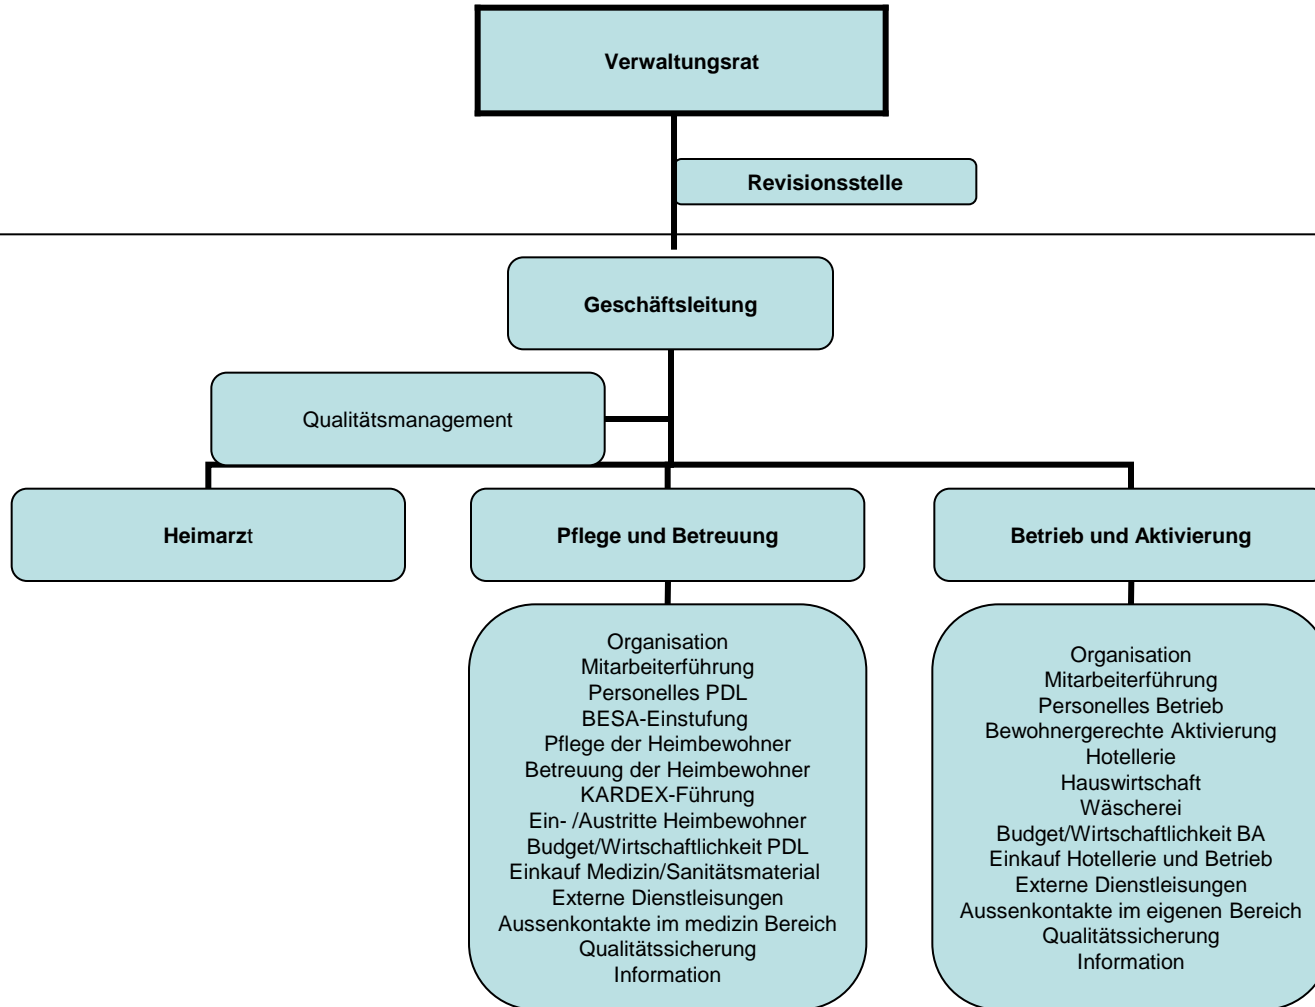 Verwaltungsrat
Revisionsstelle
Geschäftsleitung
Qualitätsmanagement
Heimarzt
Pflege und Betreuung
Betrieb und Aktivierung
Organisation
Mitarbeiterführung
Personelles PDL
BESA-Einstufung
Pflege der Heimbewohner
Betreuung der Heimbewohner
KARDEX-Führung
Ein- /Austritte Heimbewohner
Budget/Wirtschaftlichkeit PDL
Einkauf Medizin/Sanitätsmaterial
Externe Dienstleisungen
Aussenkontakte im medizin Bereich
Qualitätssicherung
Information
Organisation
Mitarbeiterführung
Personelles Betrieb
Bewohnergerechte Aktivierung
Hotellerie
Hauswirtschaft
Wäscherei
Budget/Wirtschaftlichkeit BA
Einkauf Hotellerie und Betrieb
Externe Dienstleisungen
Aussenkontakte im eigenen Bereich
Qualitätssicherung
Information